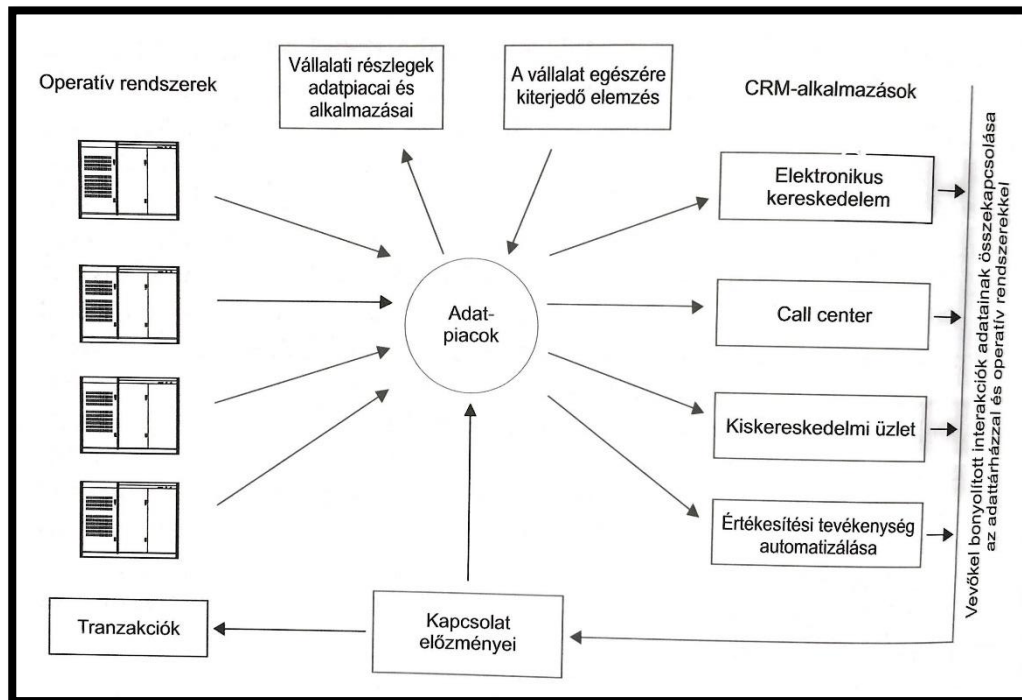 Operatív rendszerek
Vállalati részlegek
adatpiacai és
alkalmazásai
A vállalat egészére
kiterjedő elemzés
CRM-alkalmazások
Elektronikus
kereskedelem
Call center
Kiskereskedelmi üzlet
Értékesítési tevékenység
automatizálása
Adat-
piacok
Tranzakciók
Kapcsolat
előzményei
Vevőkel bonyolított interakciók adatainak összekapcsolása
az adattárházzal és operatív rendszerekkel